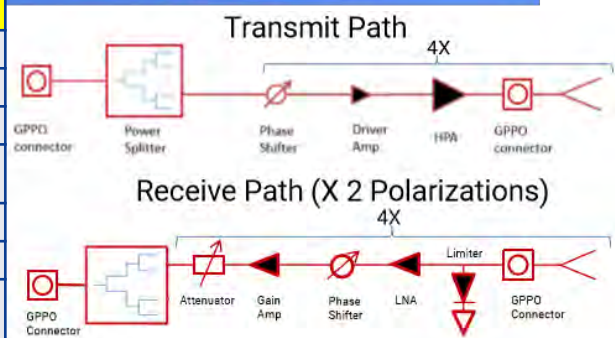 Transmit Path
4X
GPPO
connector
Power
Splitter
Phase
Shifter
Driver
Amp
HPA
GPPO
connector
Receive Path (X 2 Polarizations)
4X
GPPO
Connector
Attenuator
Gain
Amp
Phase
Shifter
LNA
Limiter
GPPO
Connector